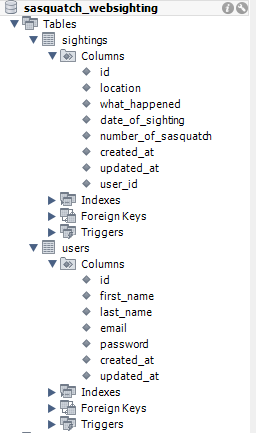 sasquatch_websighting
Tables
sightings
Columns
id
location
what_happened
date_of_sighting
number_of_sasquatch
created_at
updated_at
user_id
Indexes
Foreign Keys
Triggers
users
Columns
id
first_name
last_name
email
password
created_at
updated_at
Indexes
Foreign Keys
Triggers